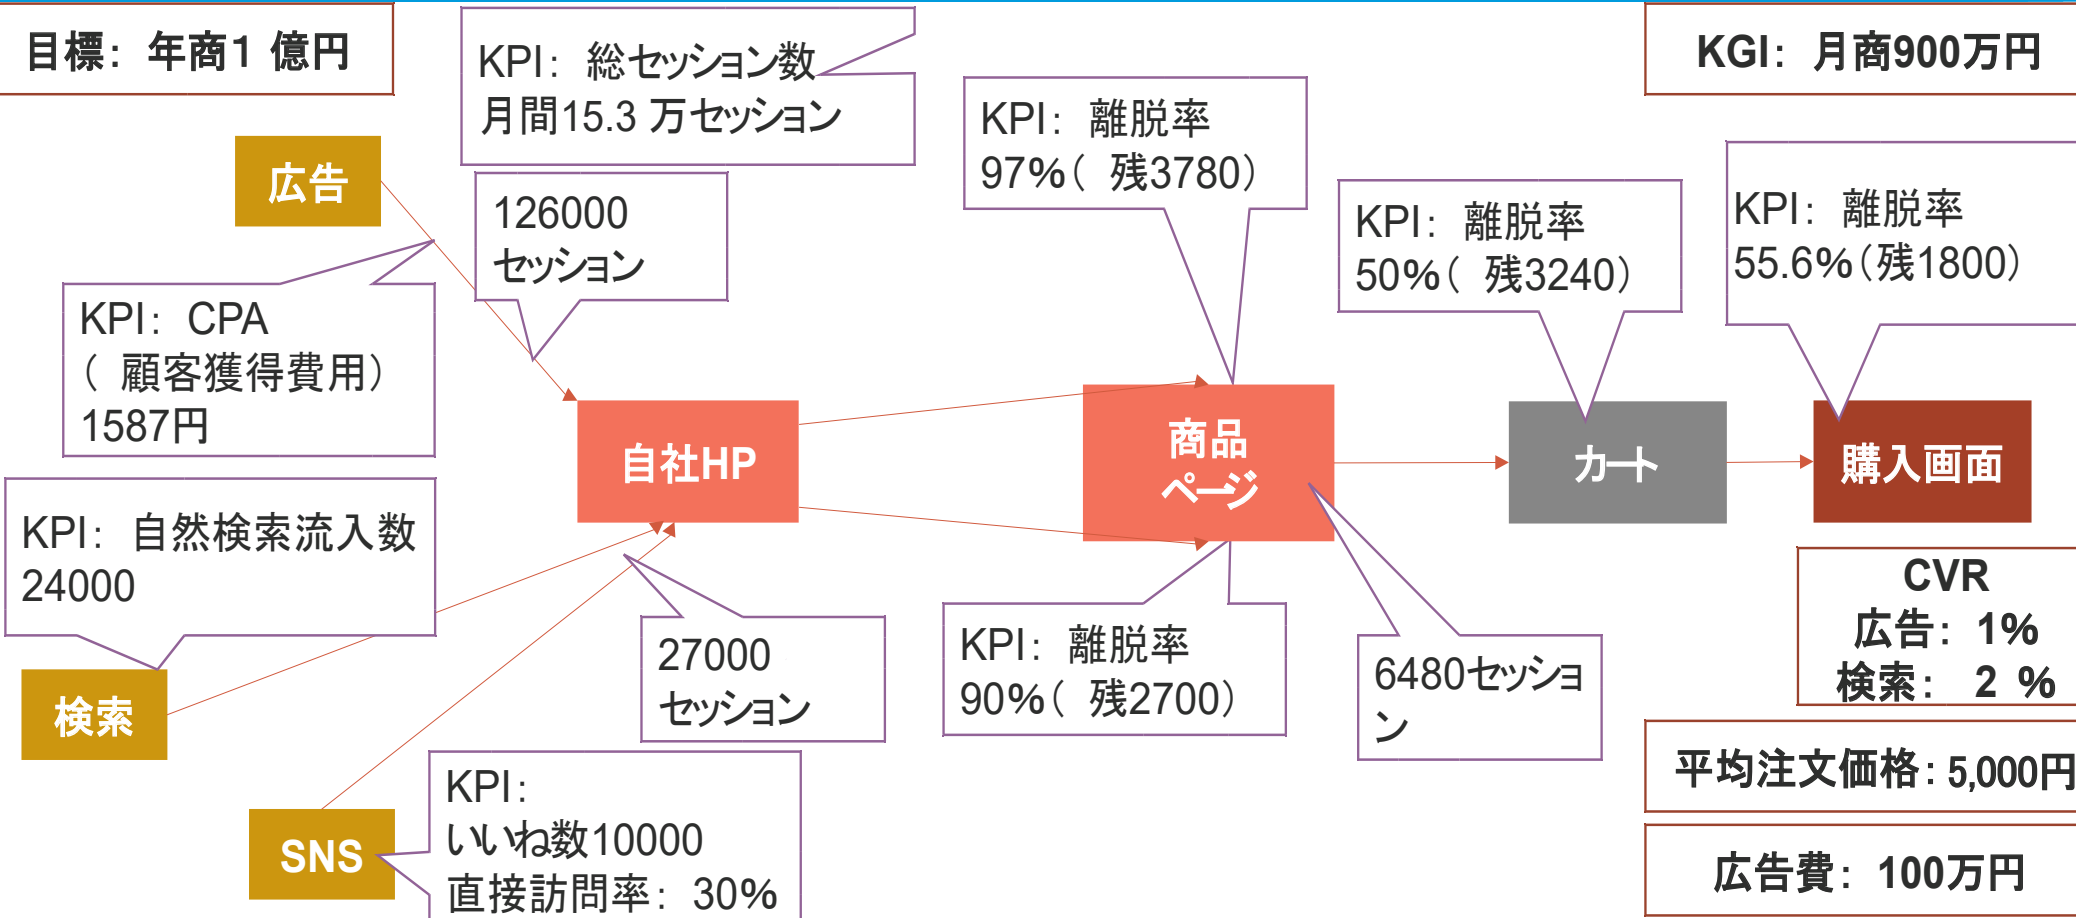 目標： 年商1 億円
KPI： 総セッション数
月間15.3 万セッション
KGI： 月商900万円
KPI： 離脱率
97%（ 残3780）
広告
126000
セッション
KPI： 離脱率
50%（ 残3240）
KPI： 離脱率
55.6%（残1800）
KPI： CPA
（ 顧客獲得費用）
1587円
自社HP
商品
ページ
カート
購入画面
KPI： 自然検索流入数
24000
検索
27000
セッション
KPI： 離脱率
90%（ 残2700）
6480セッショ
ン
CVR
広告： 1%
検索： 2 %
平均注文価格：5,000円
SNS
KPI：
いいね数10000
直接訪問率： 30%
広告費： 100万円